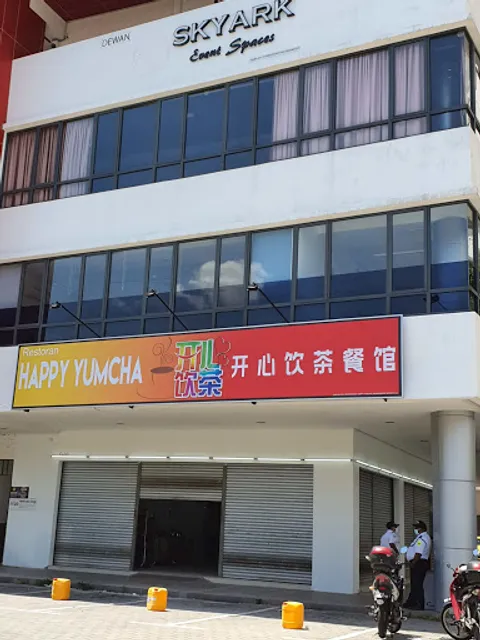 DEWAN
SKYARK
Event Spaces
Restoran
HAPPY YUMCHA
开心
饮茶
开心饮茶餐馆